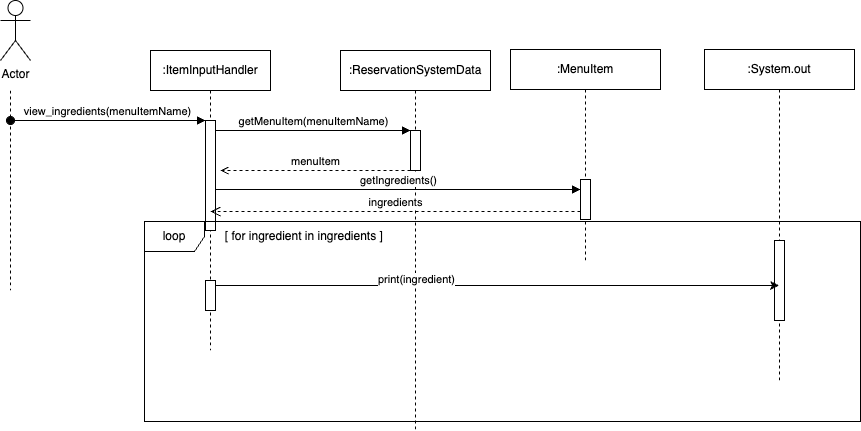 Actor
:ItemInputHandler
:ReservationSystemData
:MenuItem
:System.out
view_ingredients(menuItemName)
getMenuItem(menuItemName)
menuItem
getIngredients()
ingredients
loop
[ for ingredient in ingredients ]
print(ingredient)